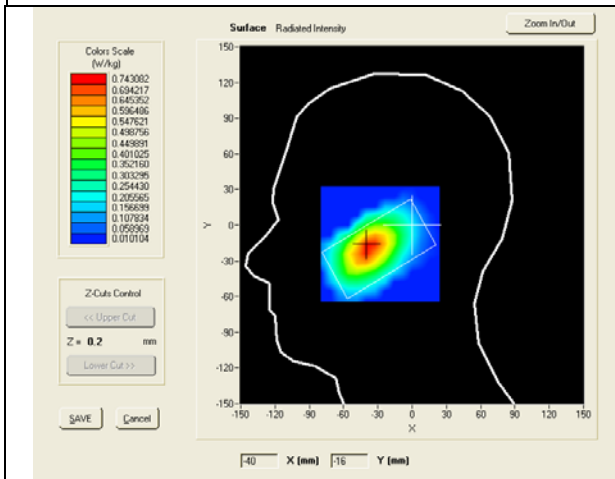 Surface Radiated Intensity
Zoom In/Out
Colors Scale
(W/kg)
0.743082
0.694217
0.645352
0.596486
0.547621
0.498756
0.449891
0.401025
0.352160
0.303295
0.254430
0.205565
0.156699
0.107834
0.058969
0.010104
Z-Cuts Control
<< Upper Cut
Z = 0.2 mm
Lower Cut >>
SAVE Cancel
150
120
90
60
30
0
-30
-60
-90
-120
-150
Y
-150 -120 -90 -60 -30 0 30 60 90 120 150
X
-40 X (mm) -16 Y (mm)